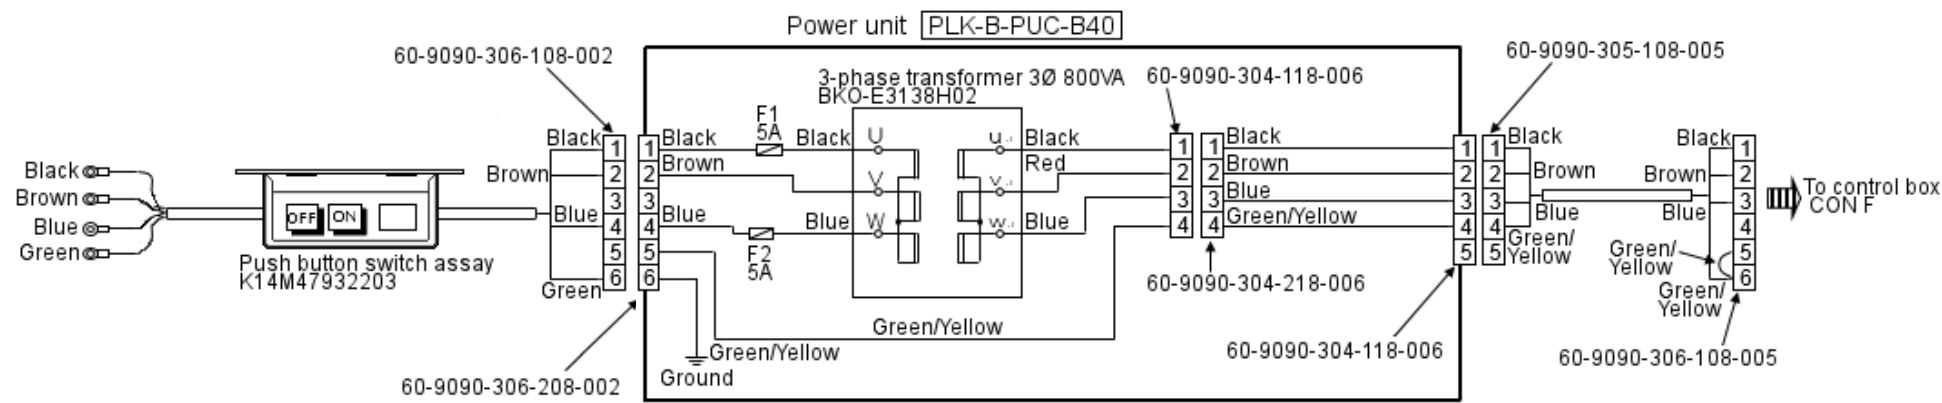 Power unit PLK-B-PUC-B40
60-9090-306-108-002
60-9090-305-108-005
3-phase transformer 3Ø 800VA
BKO-E3138H02
60-9090-304-118-006
F1
5A
Black
Brown
Blue
Green
OFF
ON
Push button switch assay
K14M47932203
Black
Brown
Blue
Green
1
2
3
4
5
6
1
2
3
4
5
6
Black
Brown
Blue
Black
Blue
F2
5A
U
V
W
u
v
w
Black
Red
Blue
1
2
3
4
1
2
3
4
Black
Brown
Blue
Green/Yellow
1
2
3
4
5
1
2
3
4
5
Black
Brown
Blue
Green/
Yellow
Black
Brown
Blue
Green/
Yellow
Green/
Yellow
1
2
3
4
5
6
To control box
CON F
60-9090-304-218-006
Green/Yellow
Green/Yellow
Ground
60-9090-306-208-002
60-9090-304-118-006
60-9090-306-108-005